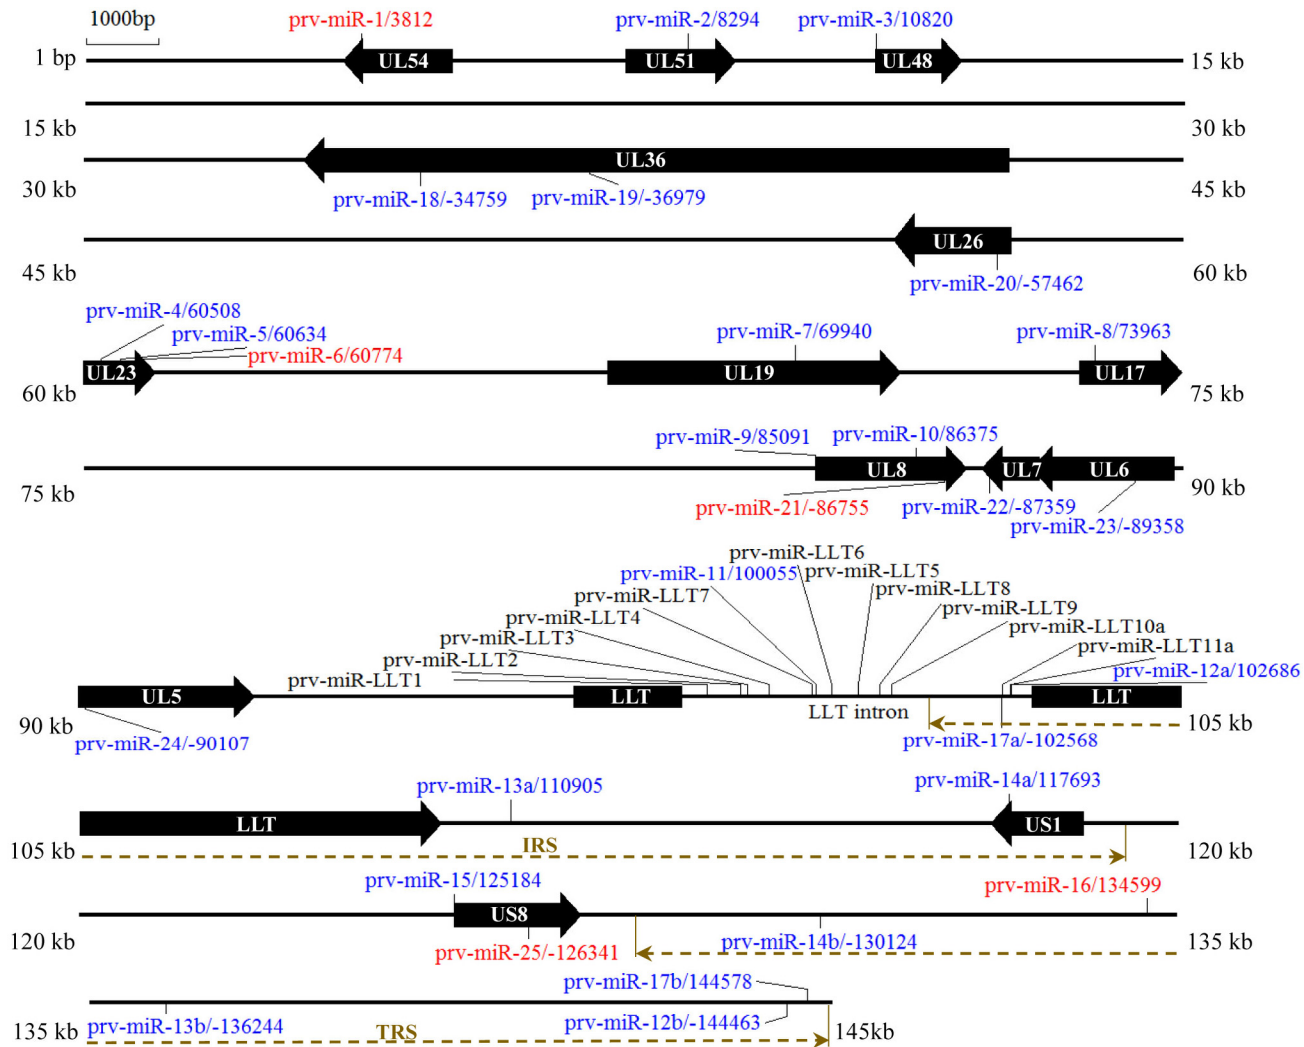 1000bp
prv-miR-1/3812
prv-miR-2/8294
prv-miR-3/10820
1 bp
UL54
UL51
UL48
15 kb
15 kb
30 kb
UL36
30 kb
45 kb
prv-miR-18/-34759
prv-miR-19/-36979
UL26
45 kb
60 kb
prv-miR-20/-57462
prv-miR-4/60508
prv-miR-5/60634
prv-miR-6/60774
prv-miR-7/69940
prv-miR-8/73963
UL23
UL19
UL17
60 kb
75 kb
prv-miR-9/85091
prv-miR-10/86375
UL8
UL7
UL6
75 kb
90 kb
prv-miR-21/-86755
prv-miR-22/-87359
prv-miR-23/-89358
prv-miR-LLT6
prv-miR-11/100055
prv-miR-LLT5
prv-miR-LLT7
prv-miR-LLT8
prv-miR-LLT4
prv-miR-LLT9
prv-miR-LLT3
prv-miR-LLT10a
prv-miR-LLT2
prv-miR-LLT11a
prv-miR-LLT1
prv-miR-12a/102686
UL5
LLT
LLT intron
LLT
90 kb
105 kb
prv-miR-24/-90107
prv-miR-17a/-102568
prv-miR-13a/110905
prv-miR-14a/117693
LLT
US1
105 kb
IRS
120 kb
prv-miR-15/125184
prv-miR-16/134599
US8
120 kb
135 kb
prv-miR-25/-126341
prv-miR-14b/-130124
prv-miR-17b/144578
135 kb
prv-miR-13b/-136244
prv-miR-12b/-144463
145kb
TRS